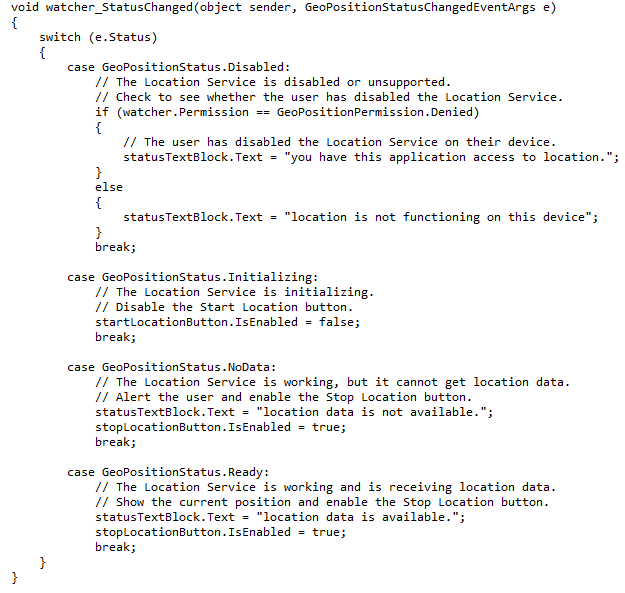 void watcher_StatusChanged(object sender, GeoPositionStatusChangedEventArgs e)
{
    switch (e.Status)
    {
        case GeoPositionStatus.Disabled:
            // The Location Service is disabled or unsupported.
            // Check to see whether the user has disabled the Location Service.
            if (watcher.Permission == GeoPositionPermission.Denied)
            {
                // The user has disabled the Location Service on their device.
                statusTextBlock.Text = "you have this application access to location.";
            }
            else
            {
                statusTextBlock.Text = "location is not functioning on this device";
            }
            break;

        case GeoPositionStatus.Initializing:
            // The Location Service is initializing.
            // Disable the Start Location button.
            startLocationButton.IsEnabled = false;
            break;

        case GeoPositionStatus.NoData:
            // The Location Service is working, but it cannot get location data.
            // Alert the user and enable the Stop Location button.
            statusTextBlock.Text = "location data is not available.";
            stopLocationButton.IsEnabled = true;
            break;

        case GeoPositionStatus.Ready:
            // The Location Service is working and is receiving location data.
            // Show the current position and enable the Stop Location button.
            statusTextBlock.Text = "location data is available.";
            stopLocationButton.IsEnabled = true;
            break;
    }
}